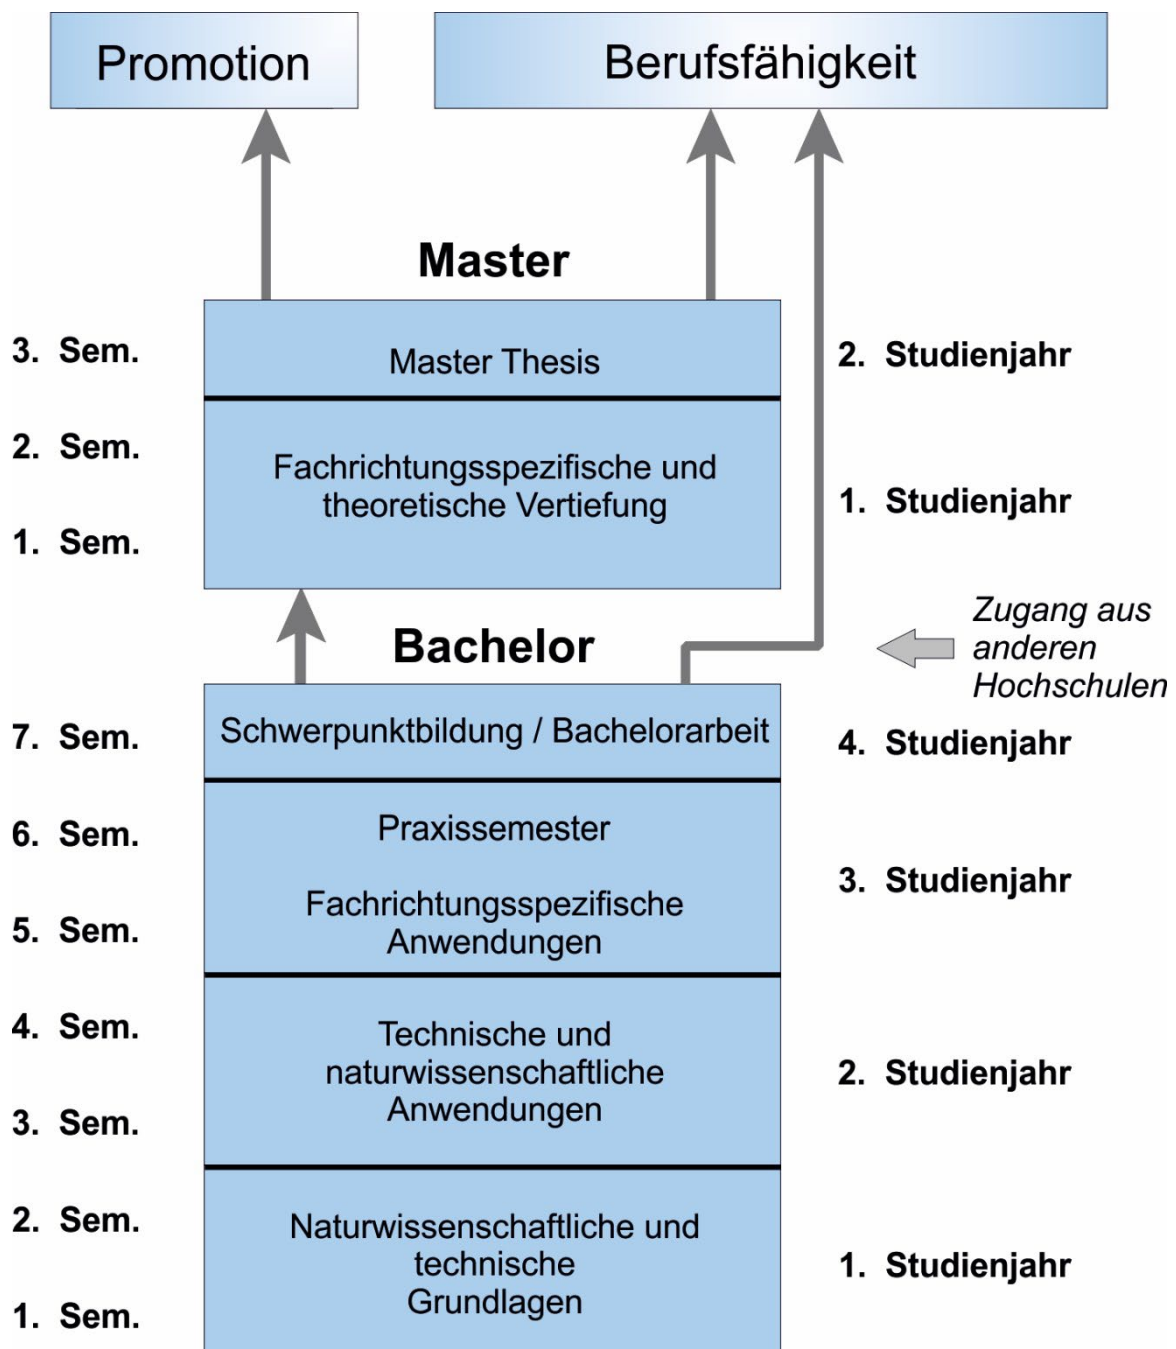 Promotion
Berufsfähigkeit
Master
3. Sem.
Master Thesis
2. Studienjahr
2. Sem.
Fachrichtungsspezifische und
theoretische Vertiefung
1. Studienjahr
1. Sem.
Bachelor
Zugang aus
anderen
Hochschulen
7. Sem.
Schwerpunktbildung / Bachelorarbeit
4. Studienjahr
6. Sem.
Praxissemester
3. Studienjahr
5. Sem.
Fachrichtungsspezifische
Anwendungen
4. Sem.
Technische und
naturwissenschaftliche
Anwendungen
2. Studienjahr
3. Sem.
2. Sem.
Naturwissenschaftliche und
technische
Grundlagen
1. Studienjahr
1. Sem.